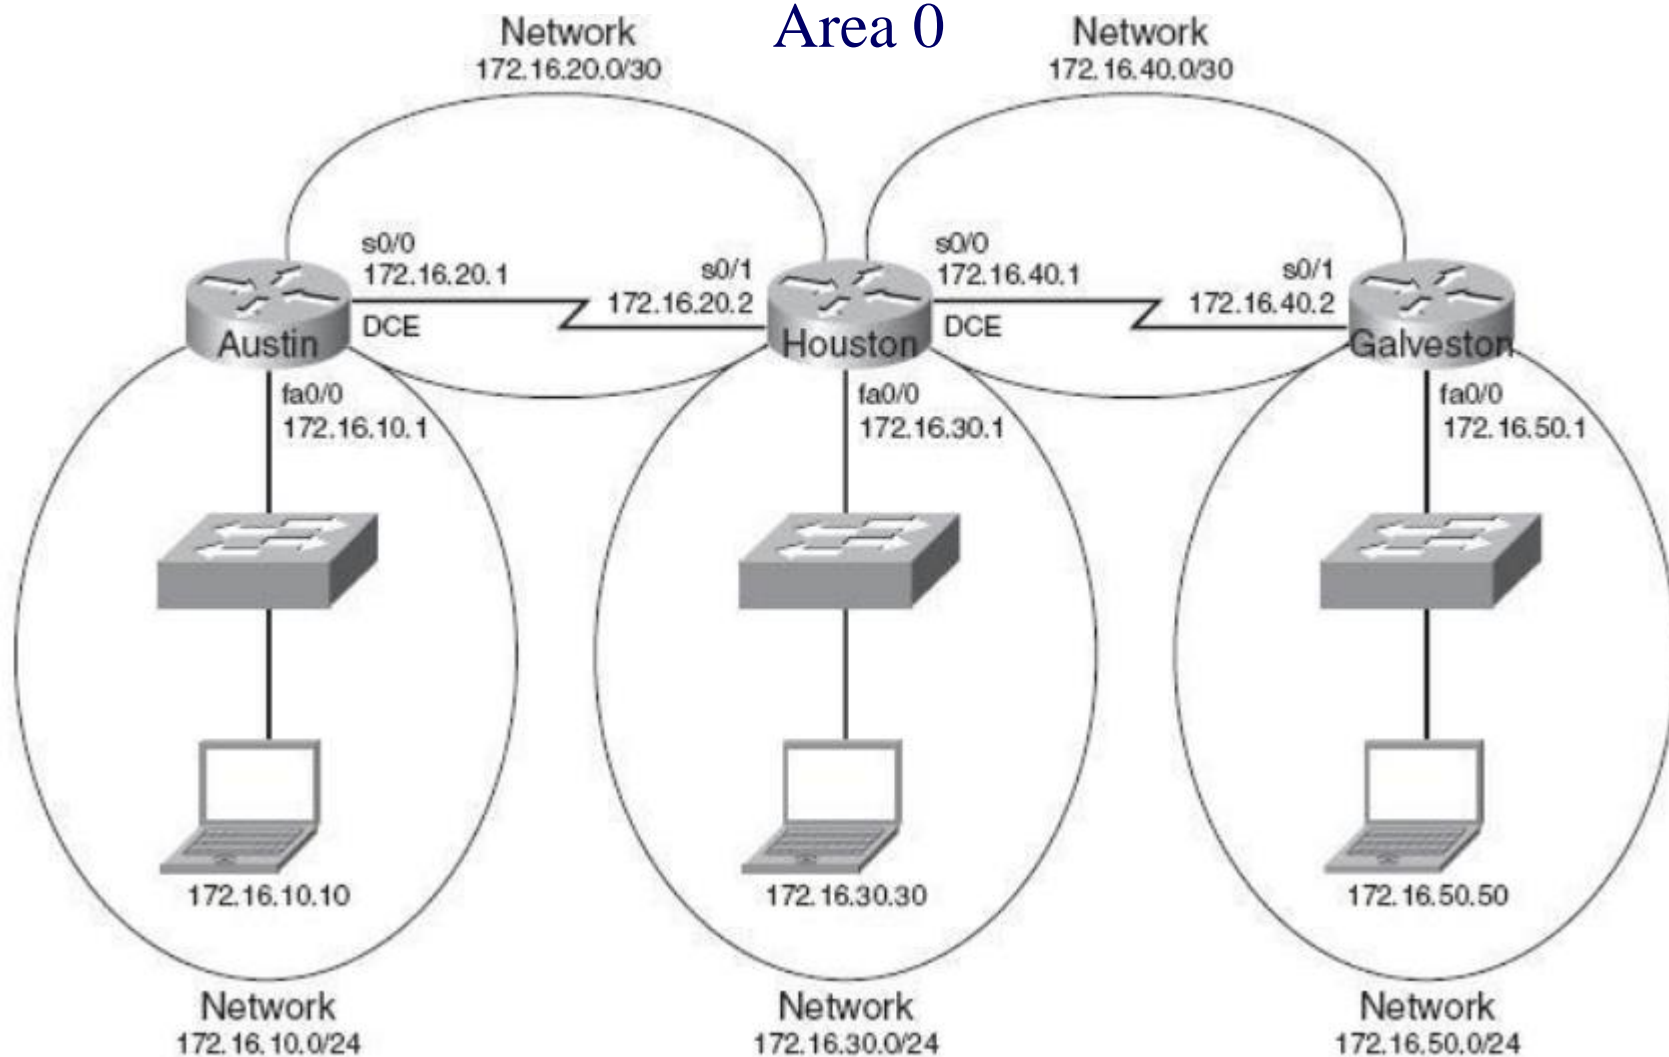 Area 0
Network
172.16.20.0/30
Network
172.16.40.0/30
s0/0
172.16.20.1
DCE
s0/1
172.16.20.2
s0/0
172.16.40.1
DCE
s0/1
172.16.40.2
Austin
Houston
Galveston
fa0/0
172.16.10.1
fa0/0
172.16.30.1
fa0/0
172.16.50.1
172.16.10.10
172.16.30.30
172.16.50.50
Network
172.16.10.0/24
Network
172.16.30.0/24
Network
172.16.50.0/24